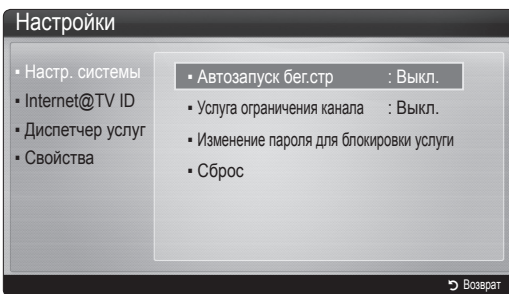 Настройки
▪ Настр. системы
▪ Internet@TV ID
▪ Диспетчер услуг
▪ Свойства
▪ Автозапуск бег.стр : Выкл.
▪ Услуга ограничения канала : Выкл.
▪ Изменение пароля для блокировки услуги
▪ Сброс
Возврат